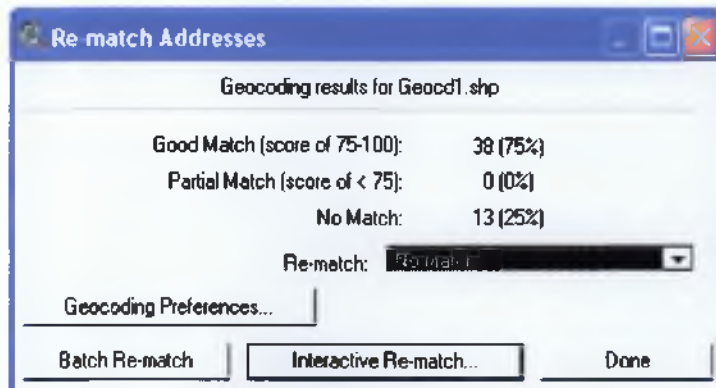 Re-match Addresses
Geocoding results for Geocd1.shp
Good Match (score of 75-100): 38 (75%)
Partial Match (score of < 75): 0 (0%)
No Match: 13 (25%)
Re-match: No Match
Geocoding Preferences...
Batch Re-match Interactive Re-match... Done